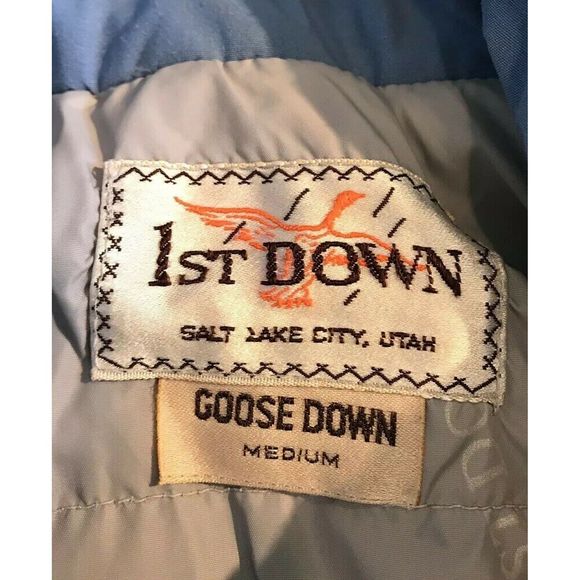 1ST DOWN
SALT LAKE CITY, UTAH
GOOSE DOWN
MEDIUM